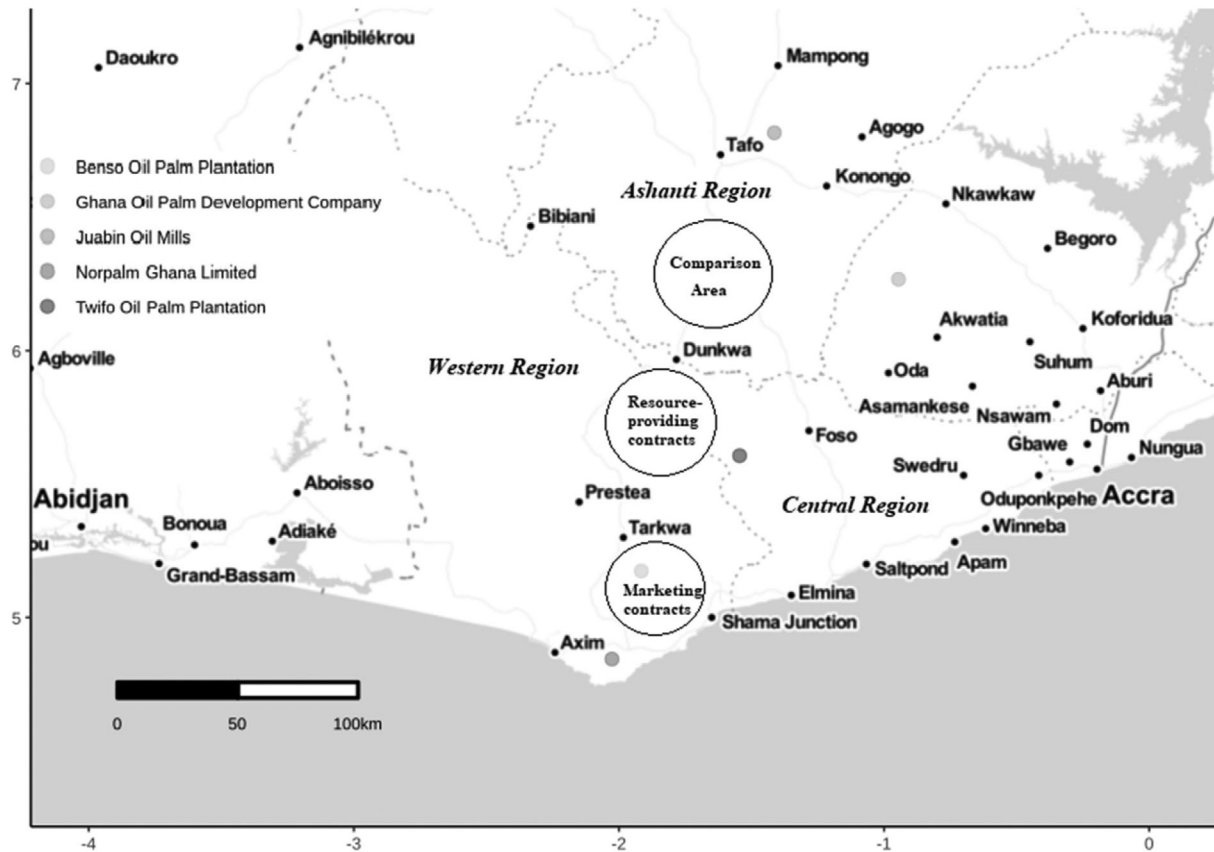 Agnibilékrou
Daoukro
Mampong
7
Agogo
Tafo
Benso Oil Palm Plantation
Konongo
Ashanti Region
Nkawkaw
Ghana Oil Palm Development Company
Bibiani
Juabin Oil Mills
Begoro
Comparison
Area
Norpalm Ghana Limited
Twifo Oil Palm Plantation
Akwatia
Koforidua
6
Dunkwa
Agboville
Western Region
Suhum
Oda
Aburi
Resource-
providing
contracts
Asamankese
Nsawam
Dom
Foso
Gbawe
Nungua
Swedru
Aboisso
Prestea
Abidjan
Central Region
Oduponkpehe
Accra
Bonoua
Adiaké
Tarkwa
Winneba
ou
Grand-Bassam
Saltpond
Apam
Marketing
contracts
Elmina
5
Shama Junction
Axim
0
50
100km
-4
-3
-2
-1
0